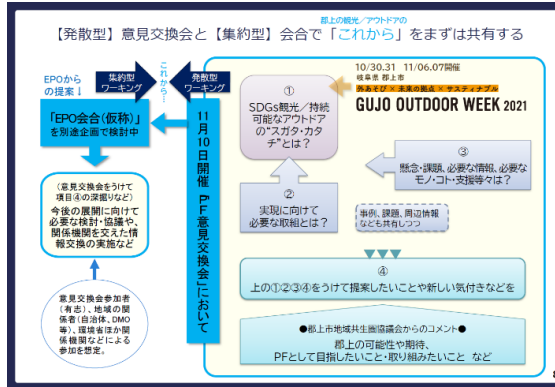 郡上の観光／アウトドアの
【発散型】意見交換会と【集約型】会合で「これから」をまずは共有する
EPOから
の提案↓
集約型
ワーキング
これから…
発散型
ワーキング
「EPO会合(仮称)」
を別途企画で検討中
(意見交換会をうけて
項目④の深掘りなど)
今後の展開に向けて
必要な検討・協議や、
関係機関を交えた情
報交換の実施など
意見交換会参加者
(有志)、地域の関
係者(自治体、DMO
等)、環境省ほか関
係機関などによる
参加を想定。
11月10日開催『PF意見交換会』において
①
SDGs観光／持続
可能なアウトドア
の“スガタ・カタ
チ”とは？
10/30.31 11/06.07開催
岐阜県 郡上市
外あそび × 未来の拠点 × サスティナブル
GUJO OUTDOOR WEEK 2021
②
実現に向けて
必要な取組とは？
③
懸念・課題、必要な情報、必要な
モノ・コト・支援等々は？
事例、課題、周辺情報
なども共有しつつ
④
上の①②③④をうけて提案したいことや新しい気付きなどを
●郡上市地域共生圏協議会からのコメント●
郡上の可能性や期待、
PFとして目指したいこと・取り組みたいこと など
8